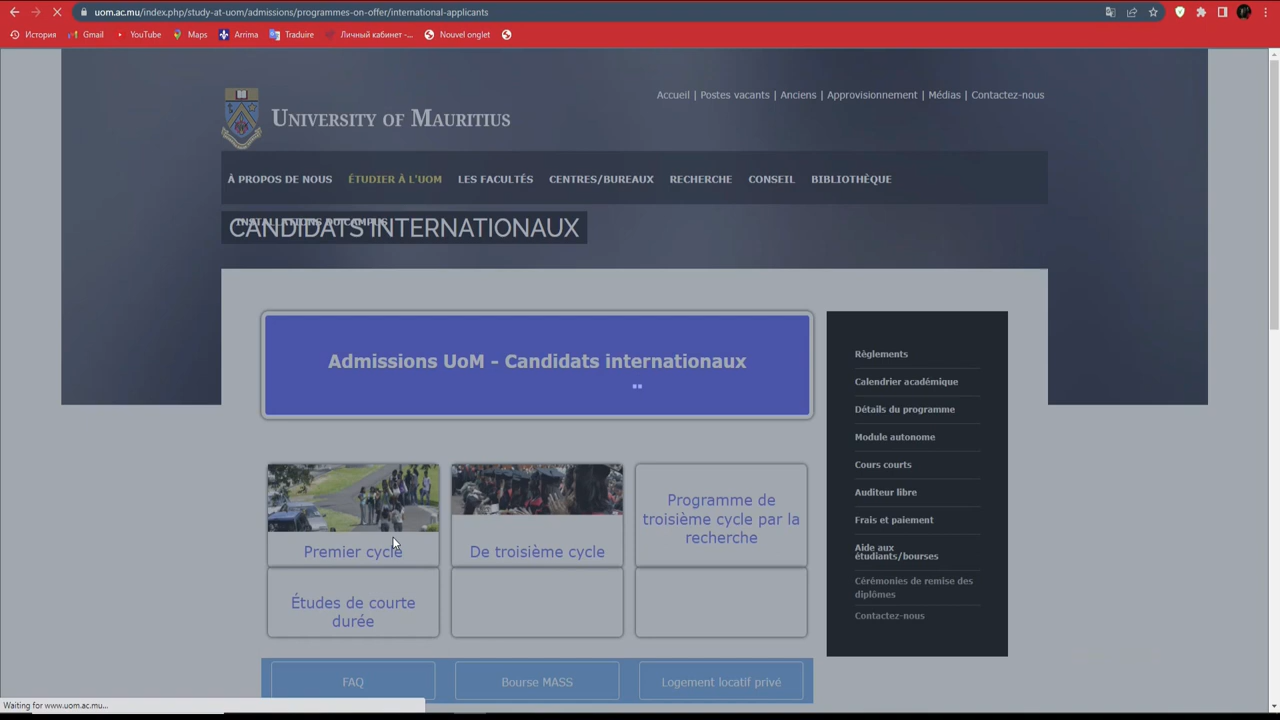 uom.ac.mu/index.php/study-at-uom/admissions/programmes-on-offer/international-applicants
История Gmail YouTube Maps Arrima Traduire Личный кабинет -... Nouvel onglet
Accueil | Postes vacants | Anciens | Approvisionnement | Médias | Contactez-nous
UNIVERSITY OF MAURITIUS
À PROPOS DE NOUS ÉTUDIER À L'UOM LES FACULTÉS CENTRES/BUREAUX RECHERCHE CONSEIL BIBLIOTHÈQUE
INSTALLATIONS DU CAMPUS
CANDIDATS INTERNATIONAUX
Admissions UoM - Candidats internationaux
Premier cycle
De troisième cycle
Programme de
troisième cycle par la
recherche
Études de courte
durée
FAQ Bourse MASS Logement locatif privé
Règlements
Calendrier académique
Détails du programme
Module autonome
Cours courts
Auditeur libre
Frais et paiement
Aide aux
étudiants/bourses
Cérémonies de remise des
diplômes
Contactez-nous
Waiting for www.uom.ac.mu...